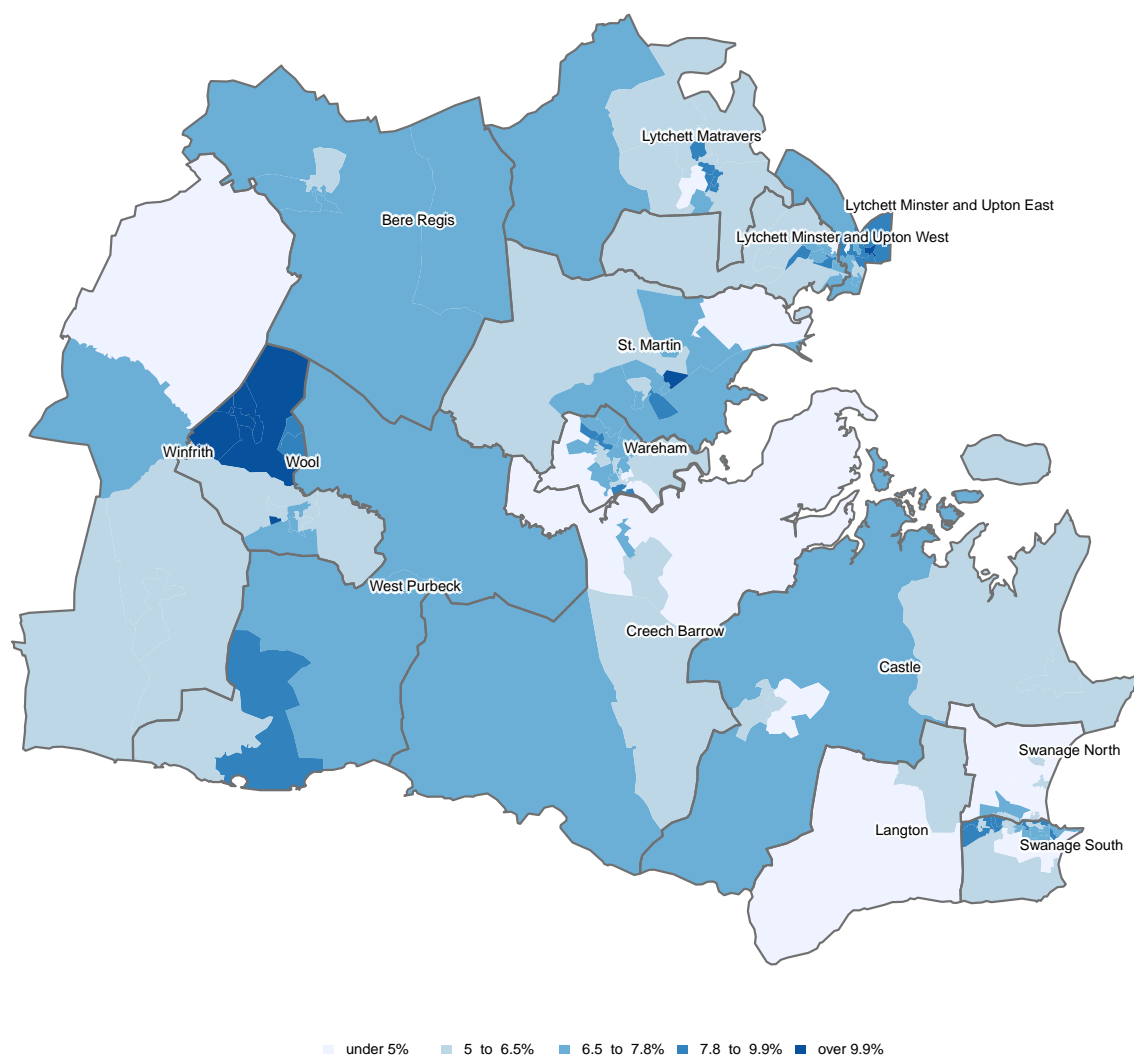 Lytchett Matravers
Lytchett Minster and Upton East
Bere Regis
Lytchett Minster and Upton West
St. Martin
Wareham
Winfrith
Wool
West Purbeck
Creech Barrow
Castle
Swanage North
Langton
Swanage South
under 5% 5 to 6.5% 6.5 to 7.8% 7.8 to 9.9% over 9.9%